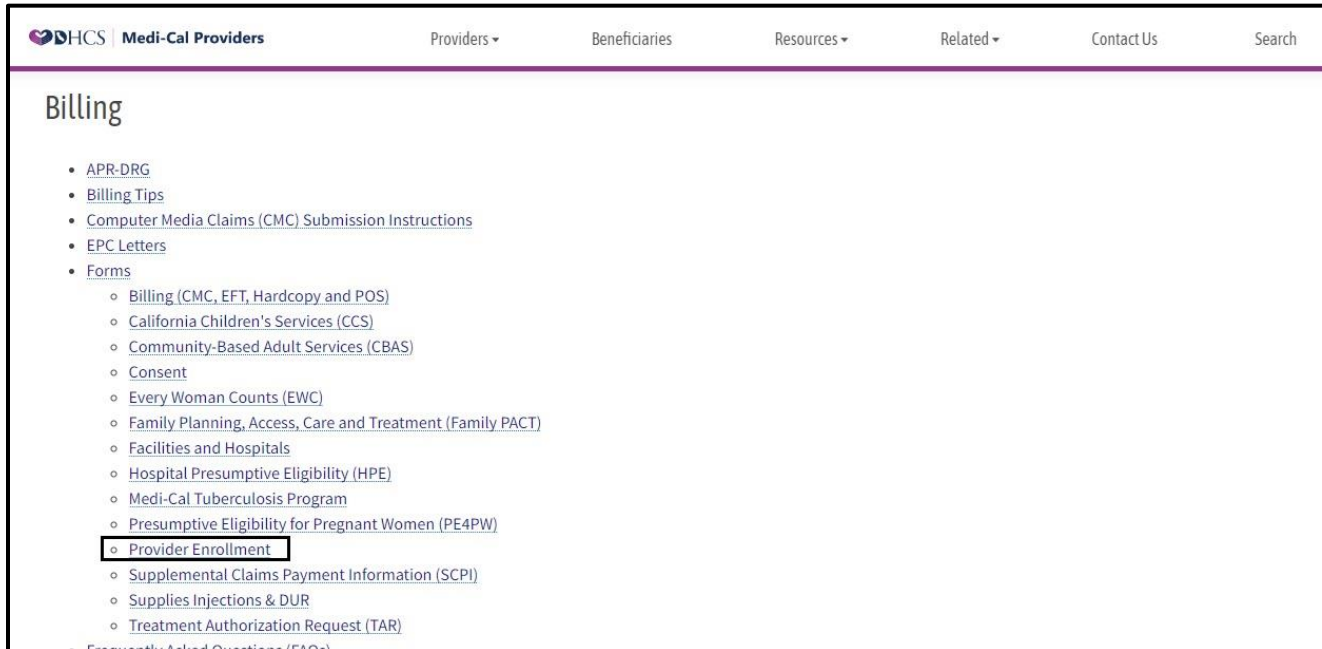 DHCS | Medi-Cal Providers Providers Beneficiaries Resources Related Contact Us Search
Billing
APR-DRG
Billing Tips
Computer Media Claims (CMC) Submission Instructions
EPC Letters
Forms
Billing (CMC, EFT, Hardcopy and POS)
California Children's Services (CCS)
Community-Based Adult Services (CBAS)
Consent
Every Woman Counts (EWC)
Family Planning, Access, Care and Treatment (Family PACT)
Facilities and Hospitals
Hospital Presumptive Eligibility (HPE)
Medi-Cal Tuberculosis Program
Presumptive Eligibility for Pregnant Women (PE4PW)
Provider Enrollment
Supplemental Claims Payment Information (SCPI)
Supplies Injections & DUR
Treatment Authorization Request (TAR)
Frequently Asked Questions (FAQs)